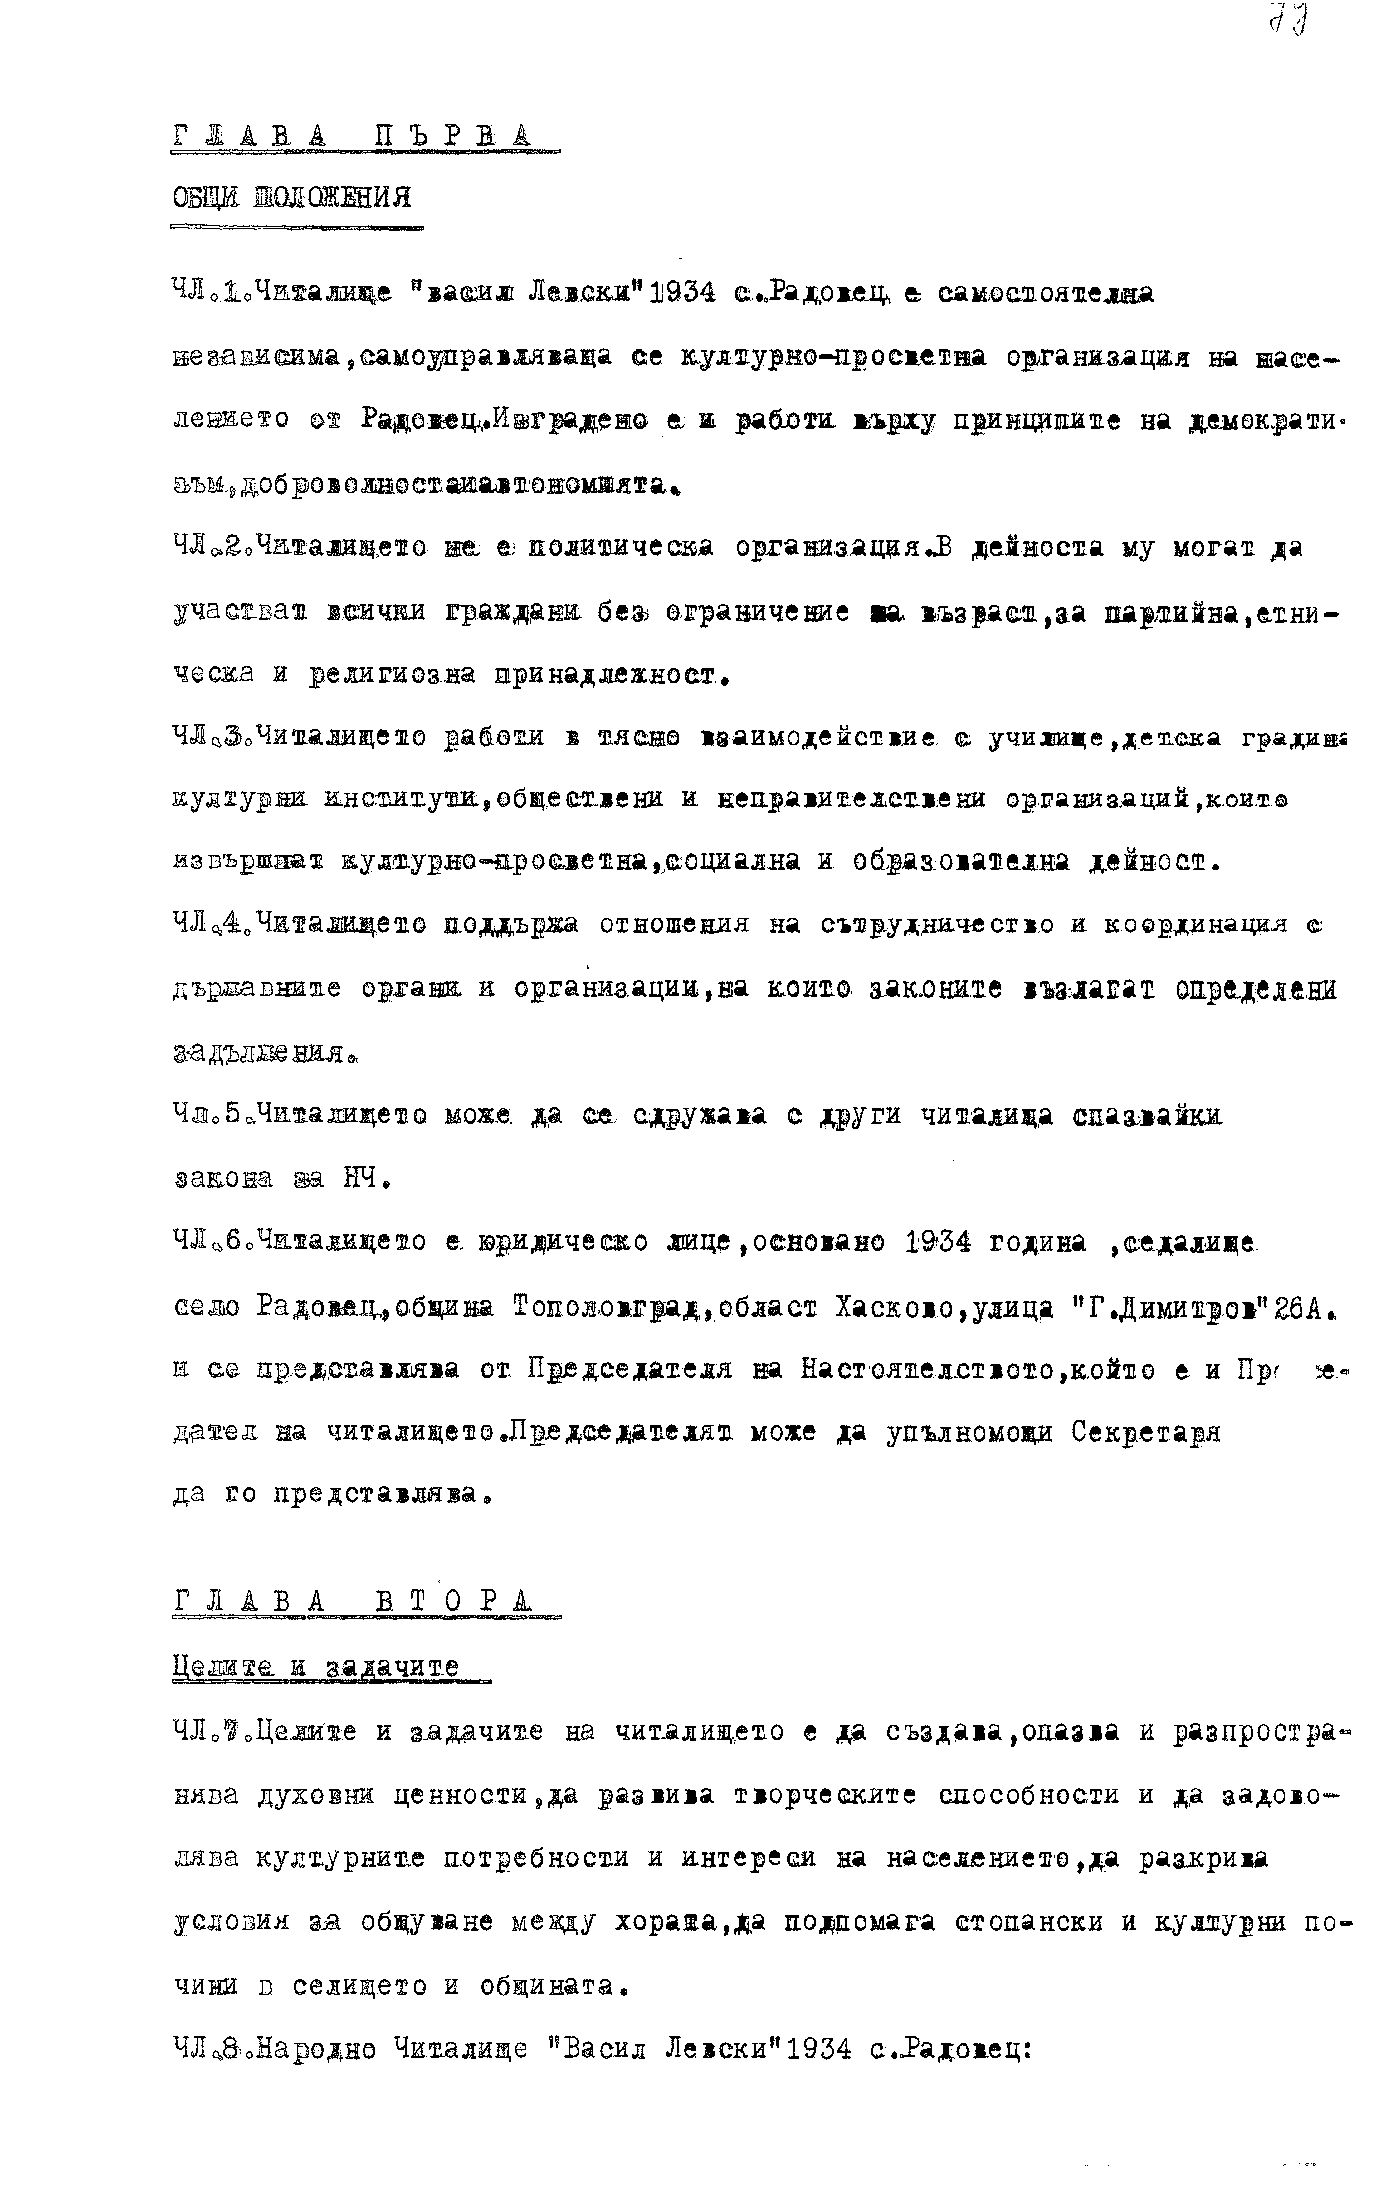 Г Л А В А   П Ъ Р В А
ОБЩИ ПОЛОЖЕНИЯ
ЧЛ.1.Читалище "васил Левски"1934 с.Радовец е самостоятелна
независима,самоуправляваща се културно-просветна организация на насе-
лението от Радовец.Изградено е и работи върху принципите на демократи-
зъм,доброволностаиавтономията.
ЧЛ.2.Читалището не е политическа организация.В дейноста му могат да
участват всички граждани без ограничение на възраст,за партийна,етни-
ческа и религиозна принадлежност.
ЧЛ.3.Читалището работи в тясно взаимодействие с училище,детска градина
културни институти,обществени и неправителствени организаций,които
извършват културно-просветна,социална и образователна дейност.
ЧЛ.4.Читалището поддържа отношения на сътрудничество и координация с
държавните органи и организации,на които законите възлагат определени
задължения.
Чл.5.Читалището може да се сдружава с други читалища спазвайки
закона за НЧ.
ЧЛ.6.Читалището е юридическо лице,основано 1934 година ,седалище
село Радовец,община Тополовград,област Хасково,улица "Г.Димитров"26А.
и се представлява от Председателя на Настоятелството,който е и
дател на читалището.Председателят може да упълномощи Секретаря
да го представлява.
Г Л А В А   В Т О Р А
Целите и задачите
ЧЛ.7.Целите и задачите на читалището е да създава,опазва и разпростра-
нява духовни ценности,да развива творческите способности и да задово-
лява културните потребности и интереси на населението,да разкрива
условия за общуване между хората,да подпомага стопански и културни по-
чини в селището и общината.
ЧЛ.8.Народно Читалище "Васил Левски"1934 с.Радовец: